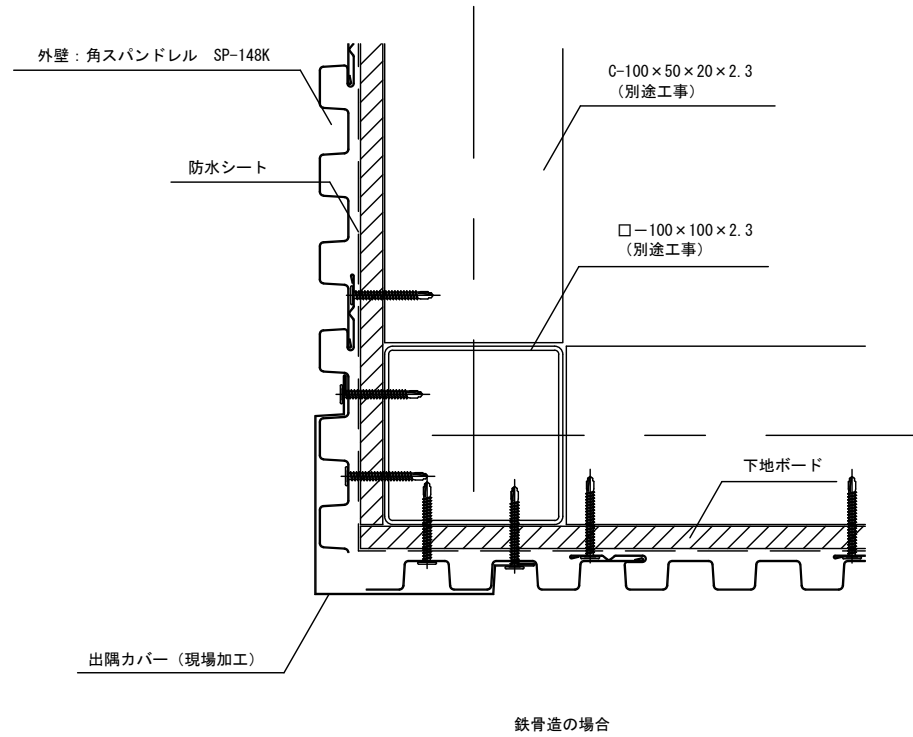 外壁：角スパンドレル　SP-148K
C-100×50×20×2.3
（別途工事）
防水シート
□－100×100×2.3
（別途工事）
下地ボード
出隅カバー（現場加工）
鉄骨造の場合